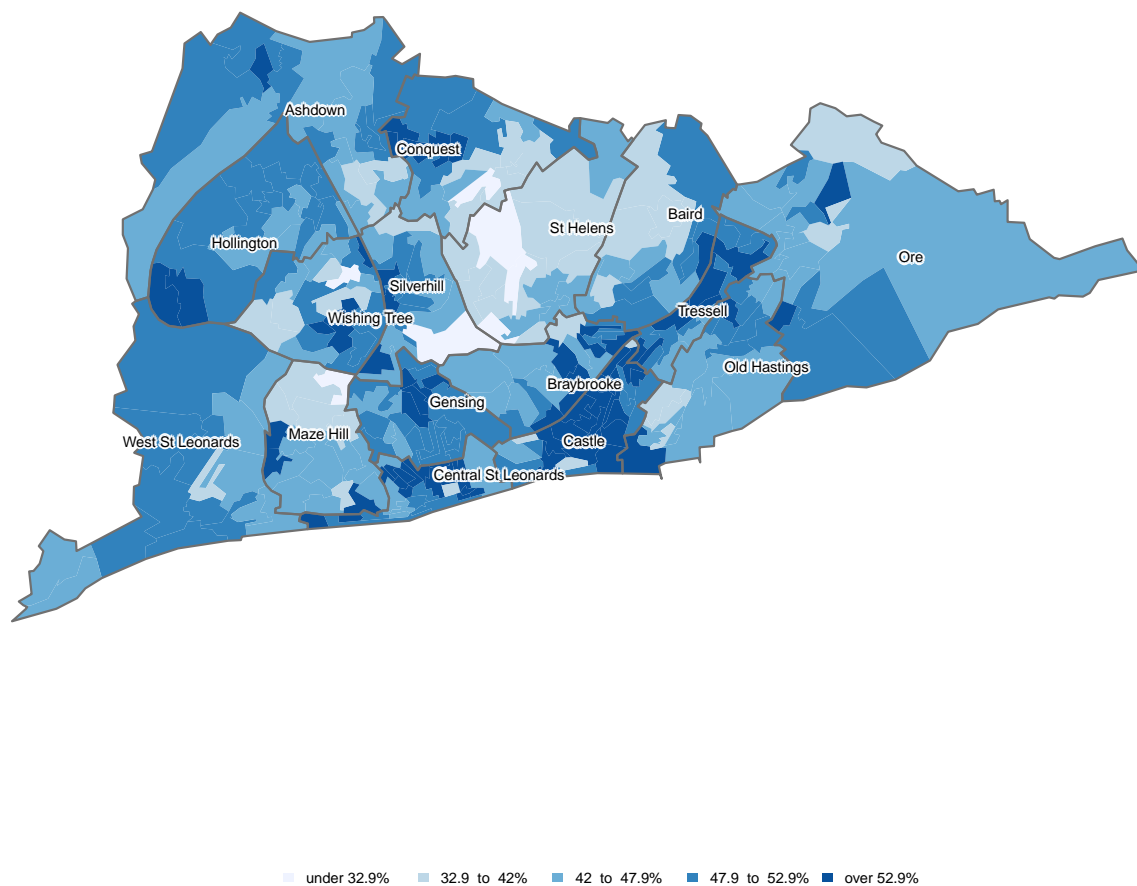 Ashdown
Conquest
Baird
St Helens
Hollington
Ore
Silverhill
Tressell
Wishing Tree
Old Hastings
Braybrooke
Gensing
Maze Hill
West St Leonards
Castle
Central St Leonards
under 32.9% 32.9 to 42% 42 to 47.9% 47.9 to 52.9% over 52.9%